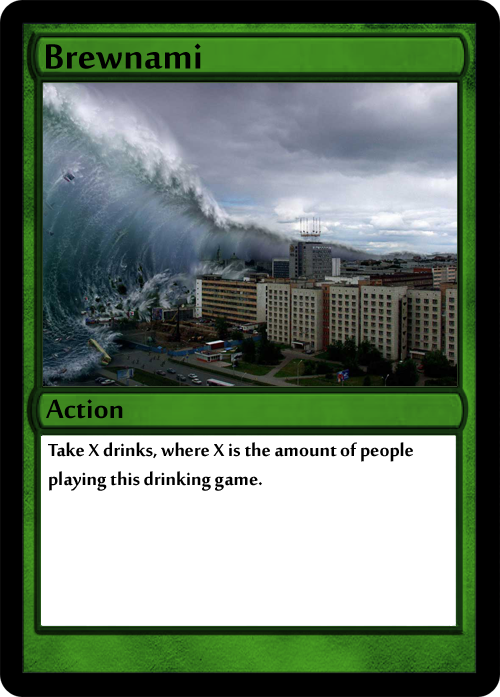 Brewnami
Action
Take X drinks, where X is the amount of people
playing this drinking game.